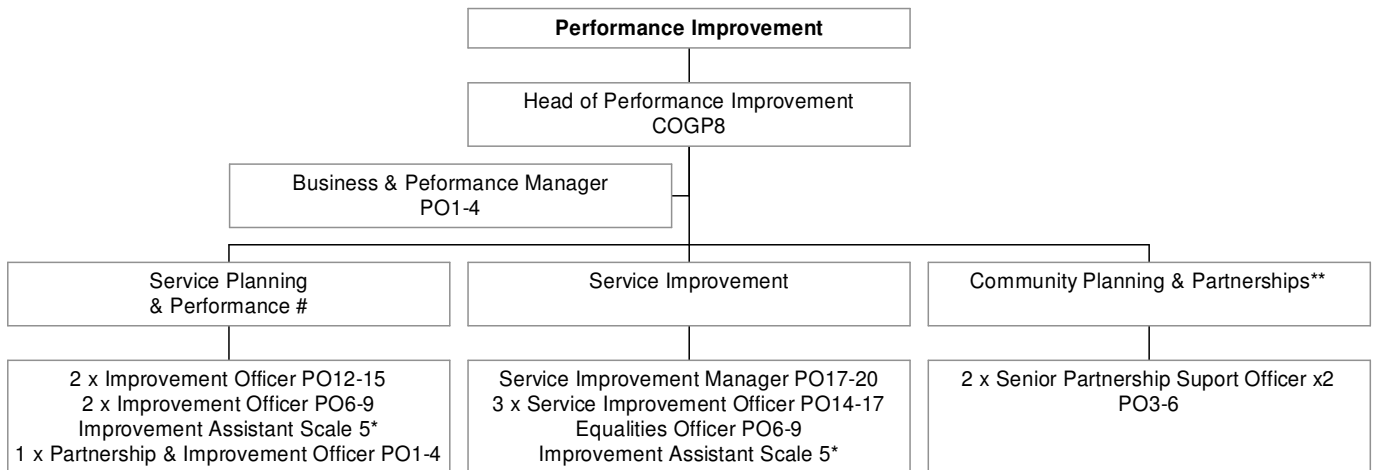 Performance Improvement
Head of Performance Improvement
COGP8
Business & Peformance Manager
PO1-4
Service Planning
& Performance #
Service Improvement
Community Planning & Partnerships**
2 x Improvement Officer PO12-15
2 x Improvement Officer PO6-9
Improvement Assistant Scale 5*
1 x Partnership & Improvement Officer PO1-4
Service Improvement Manager PO17-20
3 x Service Improvement Officer PO14-17
Equalities Officer PO6-9
Improvement Assistant Scale 5*
2 x Senior Partnership Suport Officer x2
PO3-6